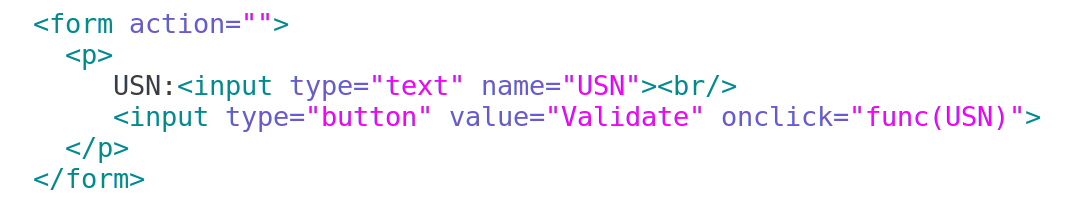 <form action="">
<p>
USN:<input type="text" name="USN"><br/>
<input type="button" value="Validate" onclick="func(USN)">
</p>
</form>